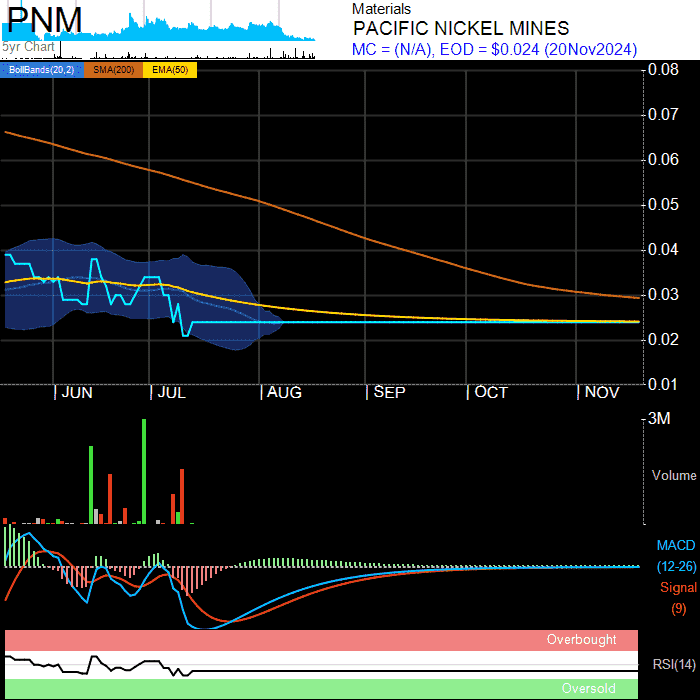 PNM
5yr Chart
Materials
PACIFIC NICKEL MINES
MC = (N/A), EOD = $0.024 (20Nov2024)
BollBands(20,2) SMA(200) EMA(50)
0.08
0.07
0.06
0.05
0.04
0.03
0.02
0.01
JUN JUL AUG SEP OCT NOV
3M
Volume
MACD
(12-26)
Signal
(9)
Overbought
RSI(14)
Oversold